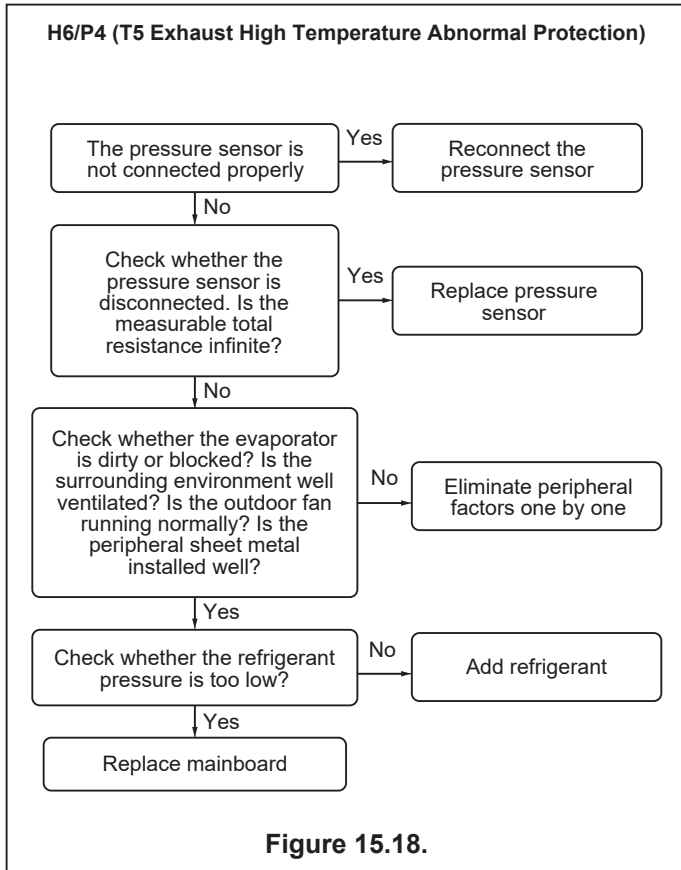 H6/P4 (T5 Exhaust High Temperature Abnormal Protection)
The pressure sensor is
not connected properly
Yes
Reconnect the
pressure sensor
No
Check whether the
pressure sensor is
disconnected. Is the
measurable total
resistance infinite?
Yes
Replace pressure
sensor
No
Check whether the evaporator
is dirty or blocked? Is the
surrounding environment well
ventilated? Is the outdoor fan
running normally? Is the
peripheral sheet metal
installed well?
No
Eliminate peripheral
factors one by one
Yes
Check whether the refrigerant
pressure is too low?
No
Add refrigerant
Yes
Replace mainboard
Figure 15.18.